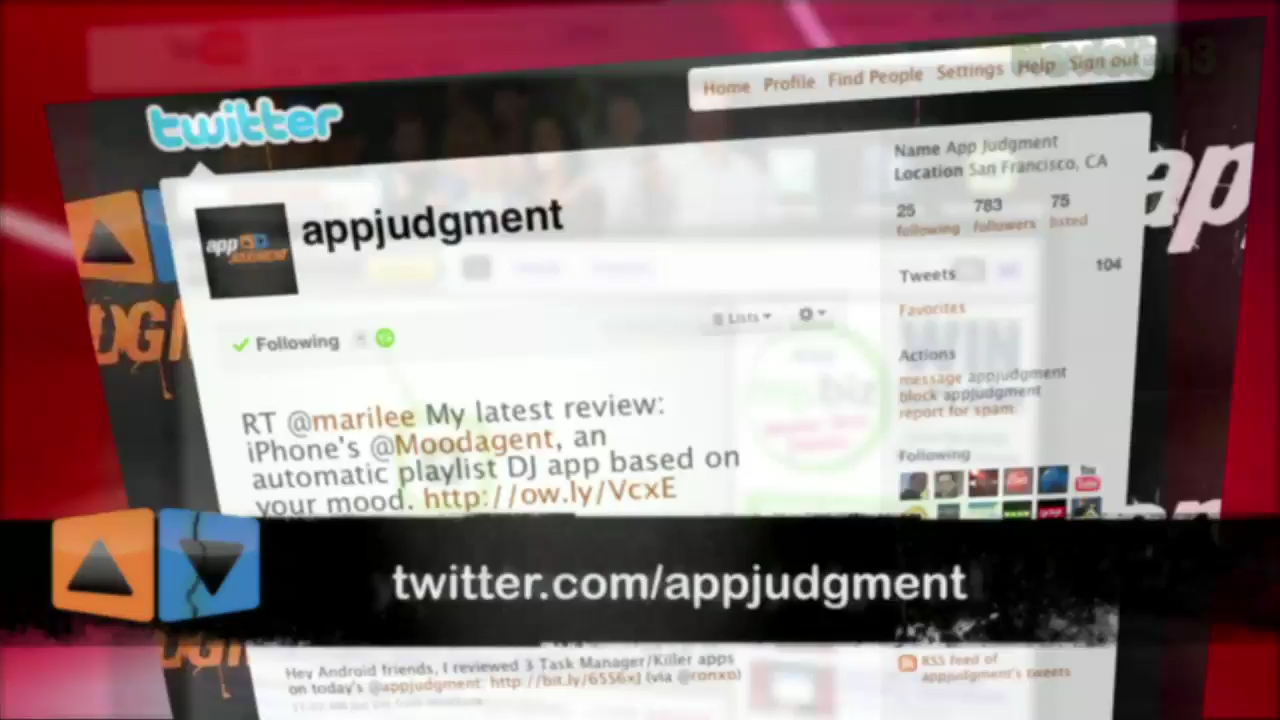 twitter
Home Profile Find People Settings Help Sign out
appjudgment
app
JUDGMENT
Name App Judgment
Location San Francisco, CA
25 783 75
following followers listed
Tweets 104
Favorites
Lists
Following
Actions
message appjudgment
block appjudgment
report for spam
Following
RT @marilee My latest review:
iPhone's @Moodagent, an
automatic playlist DJ app based on
your mood. http://ow.ly/VcxE
ap
twitter.com/appjudgment
Hey Android friends, I reviewed 3 Task Manager/Killer apps
on today's @appjudgment: (via @ronxo)
RSS feed of
appjudgment's tweets